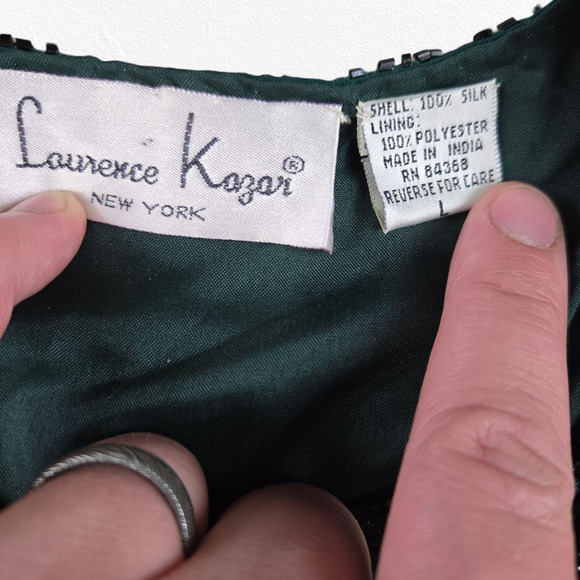 Laurence Kazar®
NEW YORK
SHELL: 100% SILK
LINING:
100% POLYESTER
MADE IN INDIA
RN 84368
REVERSE FOR CARE
L